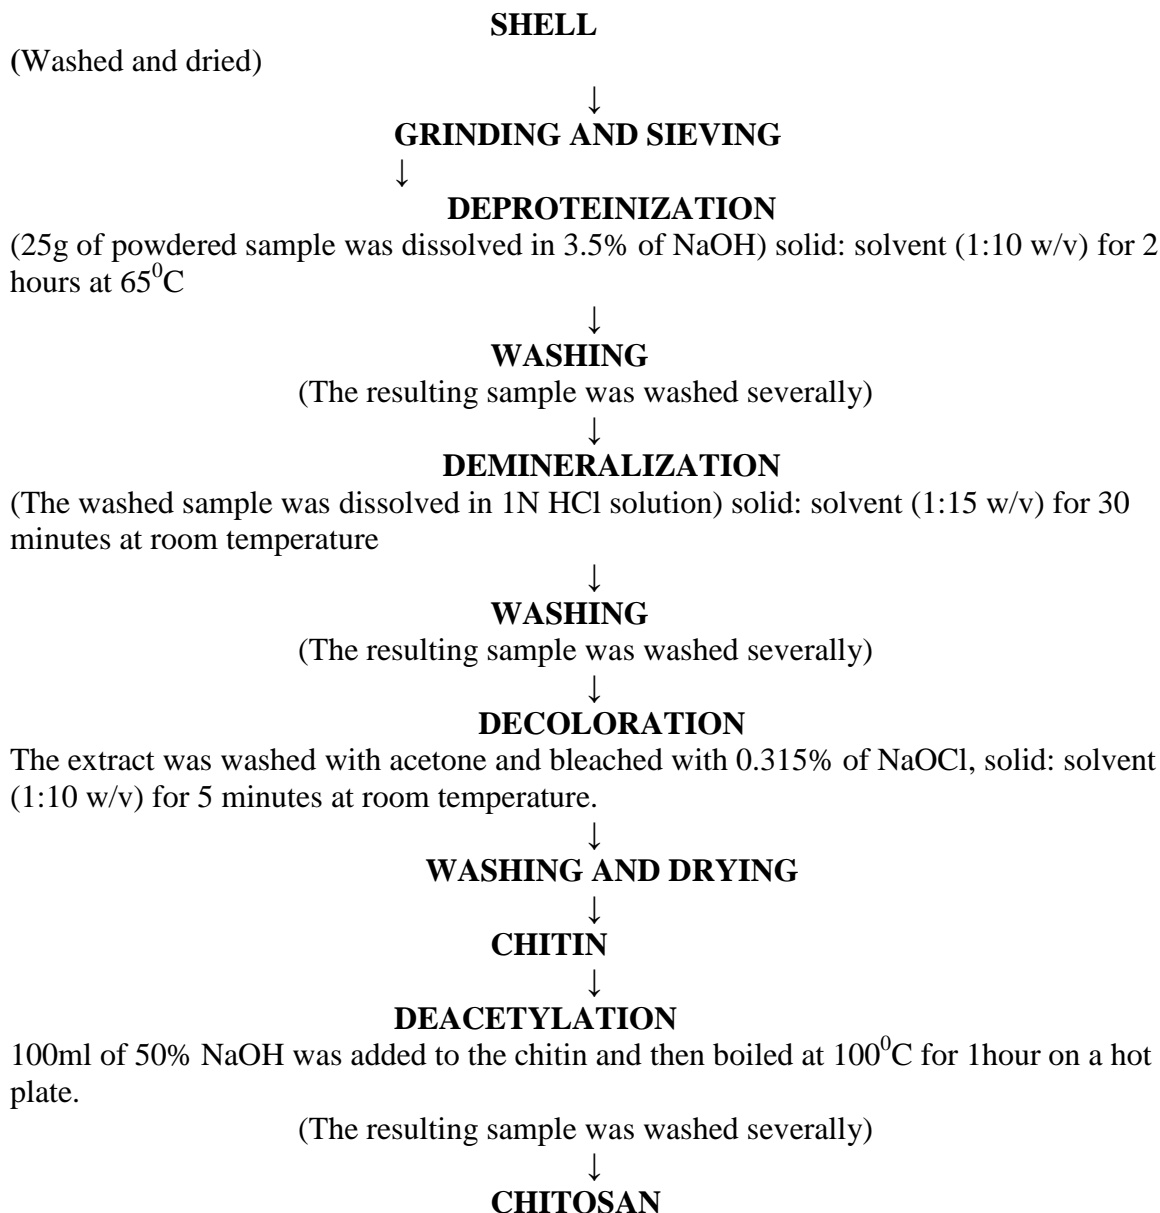 SHELL
(Washed and dried)
↓
GRINDING AND SIEVING
↓
DEPROTEINIZATION
(25g of powdered sample was dissolved in 3.5% of NaOH) solid: solvent (1:10 w/v) for 2
hours at 65⁰C
↓
WASHING
(The resulting sample was washed severally)
↓
DEMINERALIZATION
(The washed sample was dissolved in 1N HCl solution) solid: solvent (1:15 w/v) for 30
minutes at room temperature
↓
WASHING
(The resulting sample was washed severally)
↓
DECOLORATION
The extract was washed with acetone and bleached with 0.315% of NaOCl, solid: solvent
(1:10 w/v) for 5 minutes at room temperature.
↓
WASHING AND DRYING
↓
CHITIN
↓
DEACETYLATION
100ml of 50% NaOH was added to the chitin and then boiled at 100⁰C for 1hour on a hot
plate.
(The resulting sample was washed severally)
↓
CHITOSAN